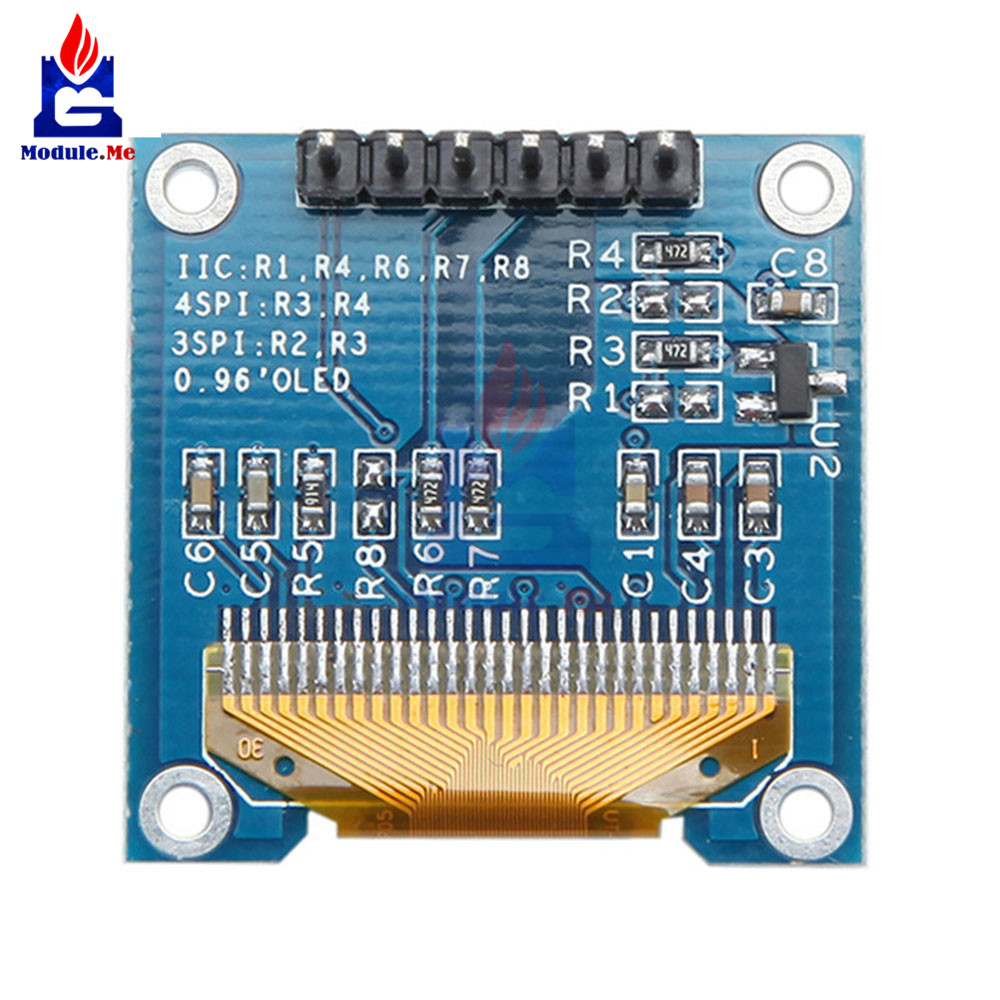 Module.Me
IIC:R1,R4,R6,R7,R8
4SPI:R3,R4
3SPI:R2,R3
0.96'OLED
R4
472
C8
R2
R3
472
R1
U2
C6
C5
R5
914
R8
R6
472
R7
472
C1
C4
C3
30
1